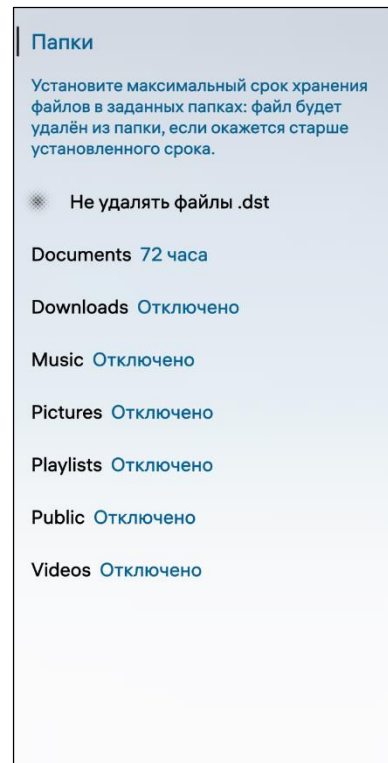 Папки
Установите максимальный срок хранения
файлов в заданных папках: файл будет
удалён из папки, если окажется старше
установленного срока.
Не удалять файлы .dst
Documents 72 часа
Downloads Отключено
Music Отключено
Pictures Отключено
Playlists Отключено
Public Отключено
Videos Отключено